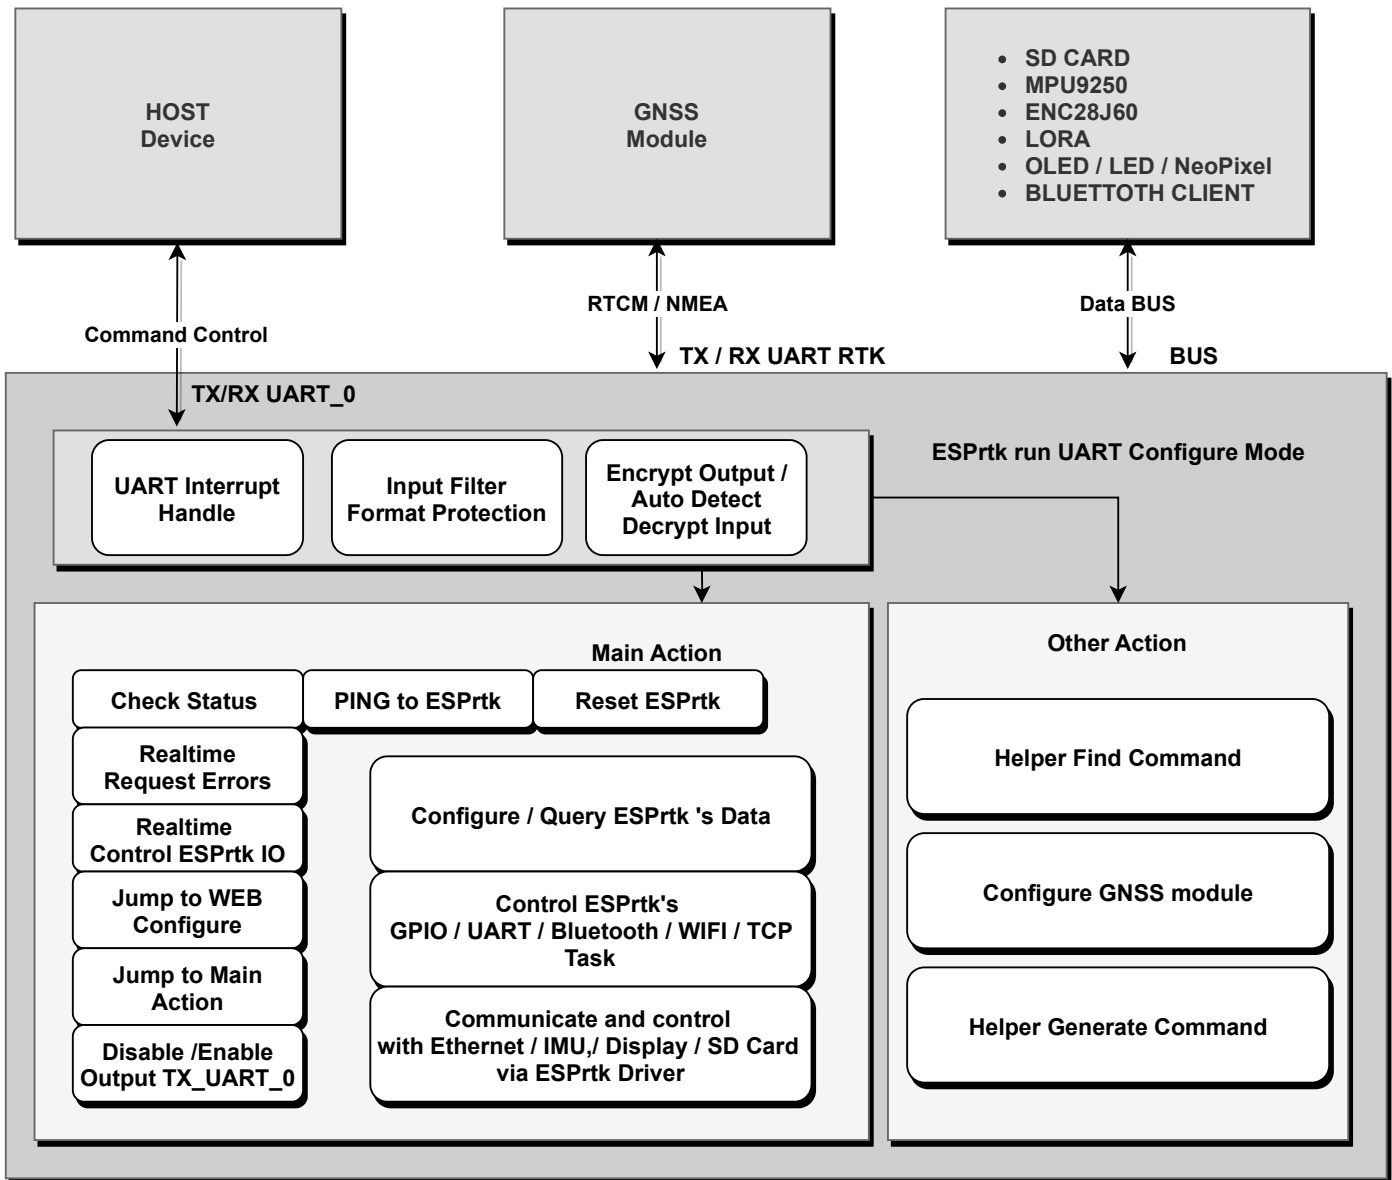 HOST
Device
GNSS
Module
• SD CARD
• MPU9250
• ENC28J60
• LORA
• OLED / LED / NeoPixel
• BLUETTOTH CLIENT
Command Control
RTCM / NMEA
Data BUS
TX/RX UART_0
TX / RX UART RTK
BUS
ESPrtk run UART Configure Mode
UART Interrupt
Handle
Input Filter
Format Protection
Encrypt Output /
Auto Detect
Decrypt Input
Main Action
Check Status
PING to ESPrtk
Reset ESPrtk
Realtime
Request Errors
Realtime
Control ESPrtk IO
Jump to WEB
Configure
Jump to Main
Action
Disable /Enable
Output TX_UART_0
Configure / Query ESPrtk 's Data
Control ESPrtk's
GPIO / UART / Bluetooth / WIFI / TCP
Task
Communicate and control
with Ethernet / IMU,/ Display / SD Card
via ESPrtk Driver
Other Action
Helper Find Command
Configure GNSS module
Helper Generate Command